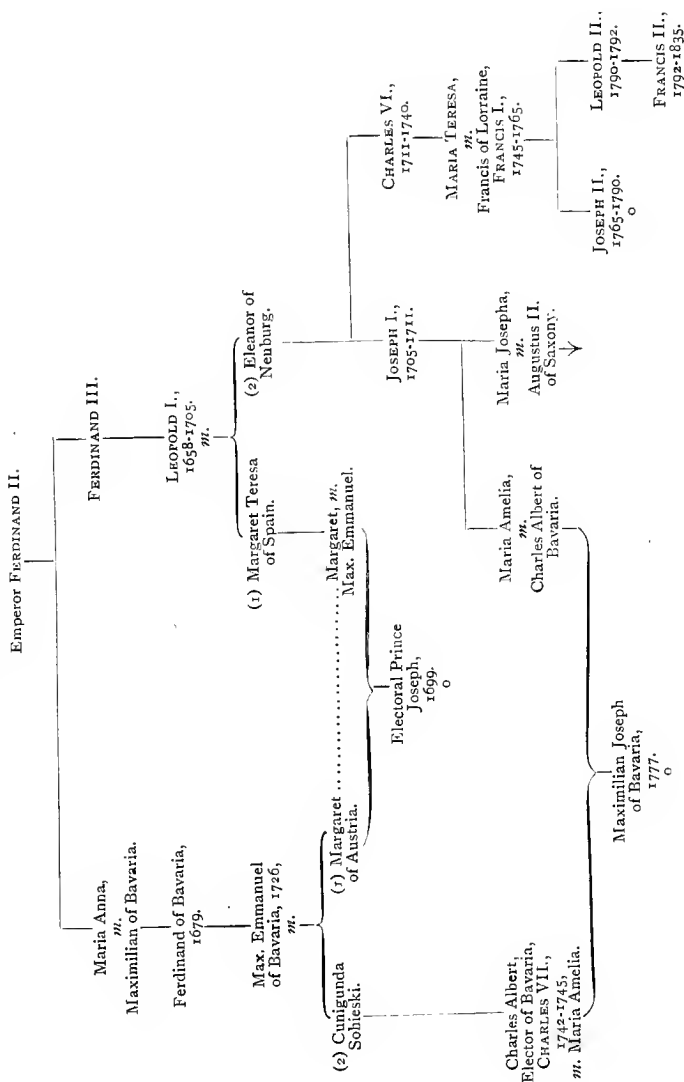 Emperor FERDINAND II.
Maria Anna,
m.
Maximilian of Bavaria.
Ferdinand of Bavaria,
1679.
Max. Emmanuel
of Bavaria, 1726,
m.
(2) Cunigunda
Sobieski.
(1) Margaret
of Austria.
FERDINAND III.
LEOPOLD I.,
1658-1705.
m.
(1) Margaret Teresa
of Spain.
(2) Eleanor of
Neuburg.
Margaret, m.
Max. Emmanuel.
Electoral Prince
Joseph,
1699.
o
JOSEPH I.,
1705-1711.
CHARLES VI.,
1711-1740.
Maria Amelia,
m.
Charles Albert of
Bavaria.
Maria Josepha,
m.
Augustus II.
of Saxony.
MARIA TERESA,
m.
Francis of Lorraine,
FRANCIS I.,
1745-1765.
JOSEPH II.,
1765-1790.
o
LEOPOLD II.,
1790-1792.
FRANCIS II.,
1792-1835.
Charles Albert,
Elector of Bavaria,
CHARLES VII.,
1742-1745,
m. Maria Amelia.
Maximilian Joseph
of Bavaria,
1777.
o